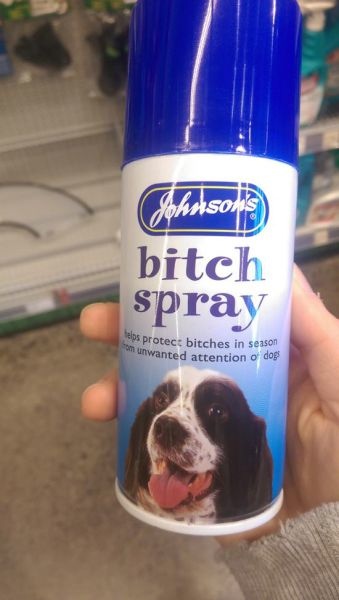 Johnson's®
bitch
spray
helps protect bitches in season
from unwanted attention of dogs